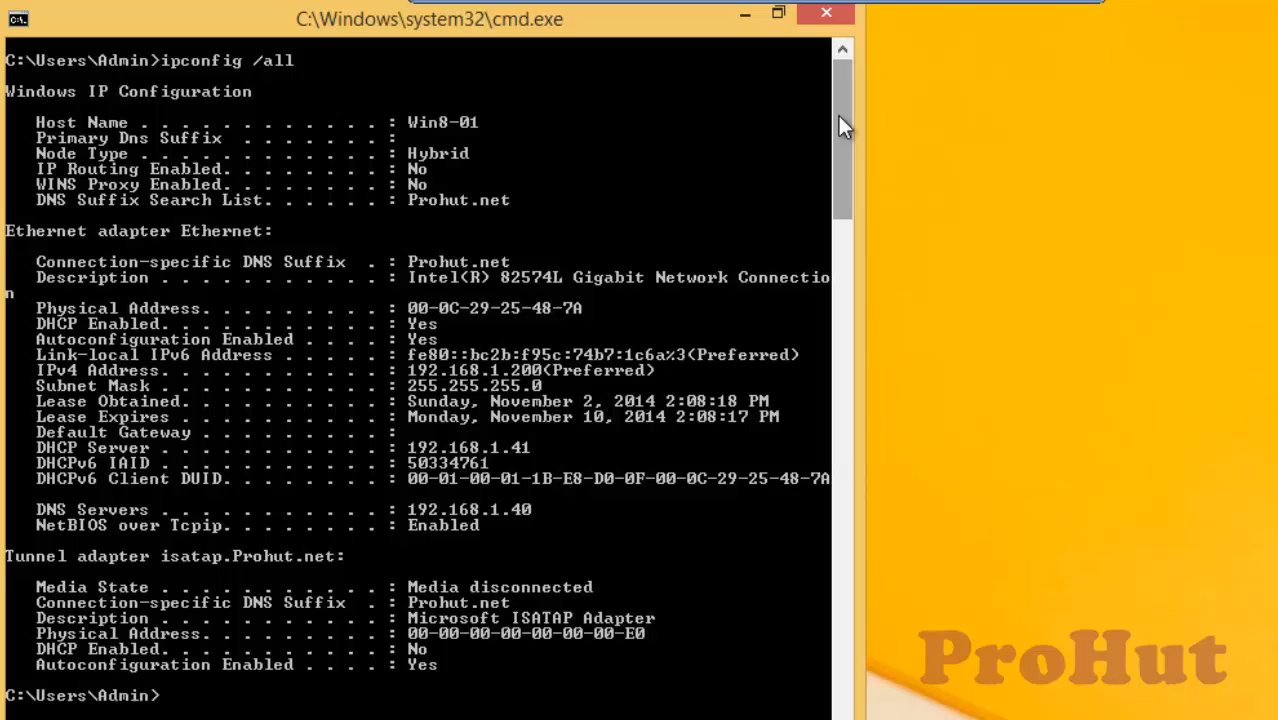 C:\Windows\system32\cmd.exe
C:\Users\Admin>ipconfig /all
Windows IP Configuration
Host Name . . . . . . . . . . . . : Win8-01
Primary Dns Suffix . . . . . . . :
Node Type . . . . . . . . . . . . : Hybrid
IP Routing Enabled. . . . . . . . : No
WINS Proxy Enabled. . . . . . . . : No
DNS Suffix Search List. . . . . . : Prohut.net
Ethernet adapter Ethernet:
Connection-specific DNS Suffix . : Prohut.net
Description . . . . . . . . . . . : Intel(R) 82574L Gigabit Network Connectio
n
Physical Address. . . . . . . . . : 00-0C-29-25-48-7A
DHCP Enabled. . . . . . . . . . . : Yes
Autoconfiguration Enabled . . . . : Yes
Link-local IPv6 Address . . . . . : fe80::bc2b:f95c:74b7:1c6a%3(Preferred)
IPv4 Address. . . . . . . . . . . : 192.168.1.200(Preferred)
Subnet Mask . . . . . . . . . . . : 255.255.255.0
Lease Obtained. . . . . . . . . . : Sunday, November 2, 2014 2:08:18 PM
Lease Expires . . . . . . . . . . : Monday, November 10, 2014 2:08:17 PM
Default Gateway . . . . . . . . . :
DHCP Server . . . . . . . . . . . : 192.168.1.41
DHCPv6 IAID . . . . . . . . . . . : 50334761
DHCPv6 Client DUID. . . . . . . . : 00-01-00-01-1B-E8-D0-0F-00-0C-29-25-48-7A
DNS Servers . . . . . . . . . . . : 192.168.1.40
NetBIOS over Tcpip. . . . . . . . : Enabled
Tunnel adapter isatap.Prohut.net:
Media State . . . . . . . . . . . : Media disconnected
Connection-specific DNS Suffix . : Prohut.net
Description . . . . . . . . . . . : Microsoft ISATAP Adapter
Physical Address. . . . . . . . . : 00-00-00-00-00-00-00-E0
DHCP Enabled. . . . . . . . . . . : No
Autoconfiguration Enabled . . . . : Yes
C:\Users\Admin>
ProHut